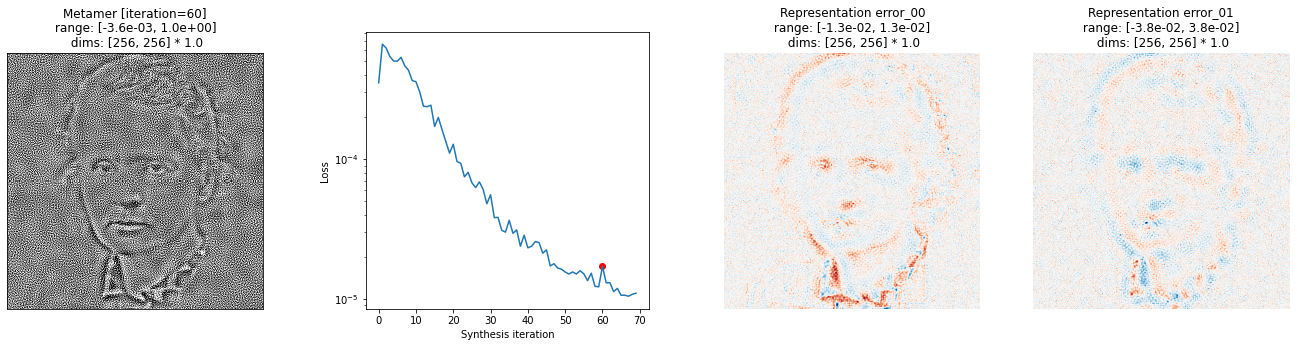 Metamer [iteration=60]
range: [-3.6e-03, 1.0e+00]
dims: [256, 256] * 1.0
Loss
10⁻⁴
10⁻⁵
0 10 20 30 40 50 60 70
Synthesis iteration
Representation error_00
range: [-1.3e-02, 1.3e-02]
dims: [256, 256] * 1.0
Representation error_01
range: [-3.8e-02, 3.8e-02]
dims: [256, 256] * 1.0